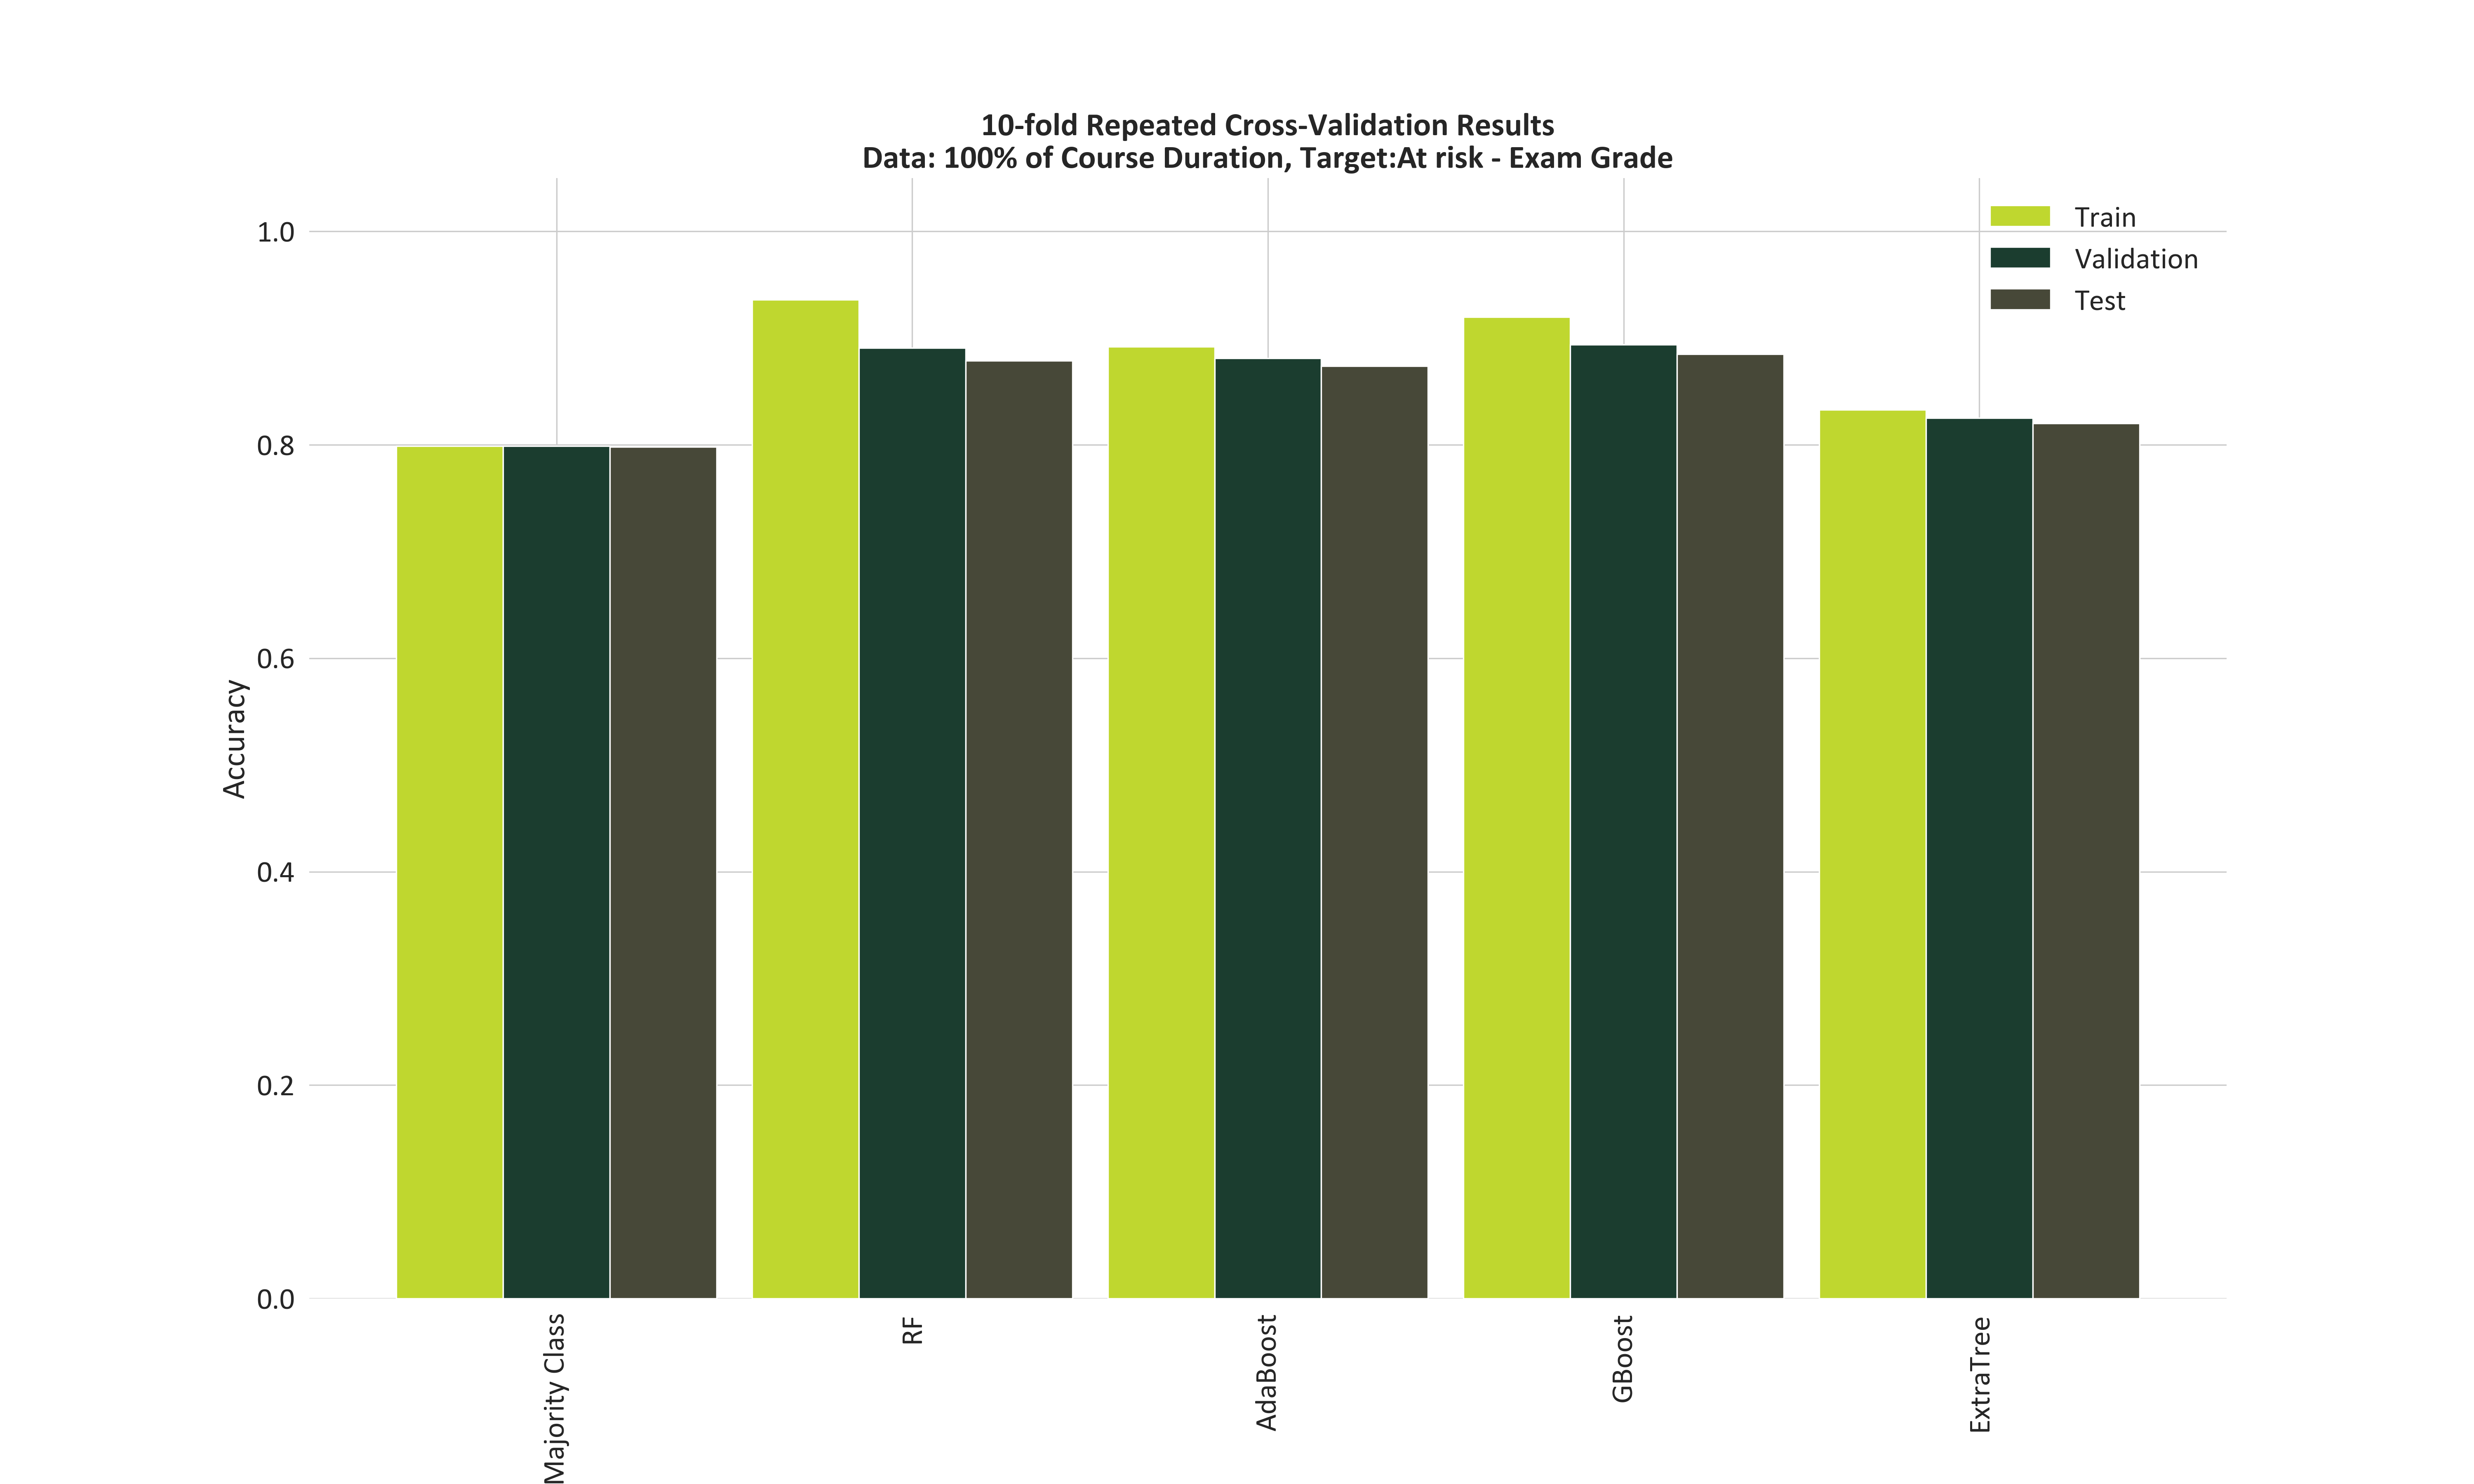 10-fold Repeated Cross-Validation Results
Data: 100% of Course Duration, Target:At risk - Exam Grade
Train
Validation
Test
Accuracy
1.0
0.8
0.6
0.4
0.2
0.0
Majority Class
RF
AdaBoost
GBoost
ExtraTree